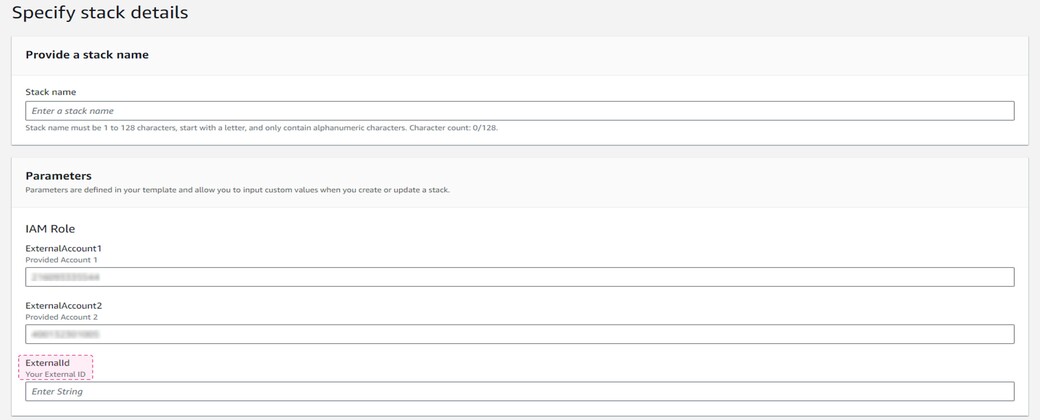 Specify stack details
Provide a stack name
Stack name
Enter a stack name
Stack name must be 1 to 128 characters, start with a letter, and only contain alphanumeric characters. Character count: 0/128.
Parameters
Parameters are defined in your template and allow you to input custom values when you create or update a stack.
IAM Role
ExternalAccount1
Provided Account 1
ExternalAccount2
Provided Account 2
ExternalId
Your External ID
Enter String